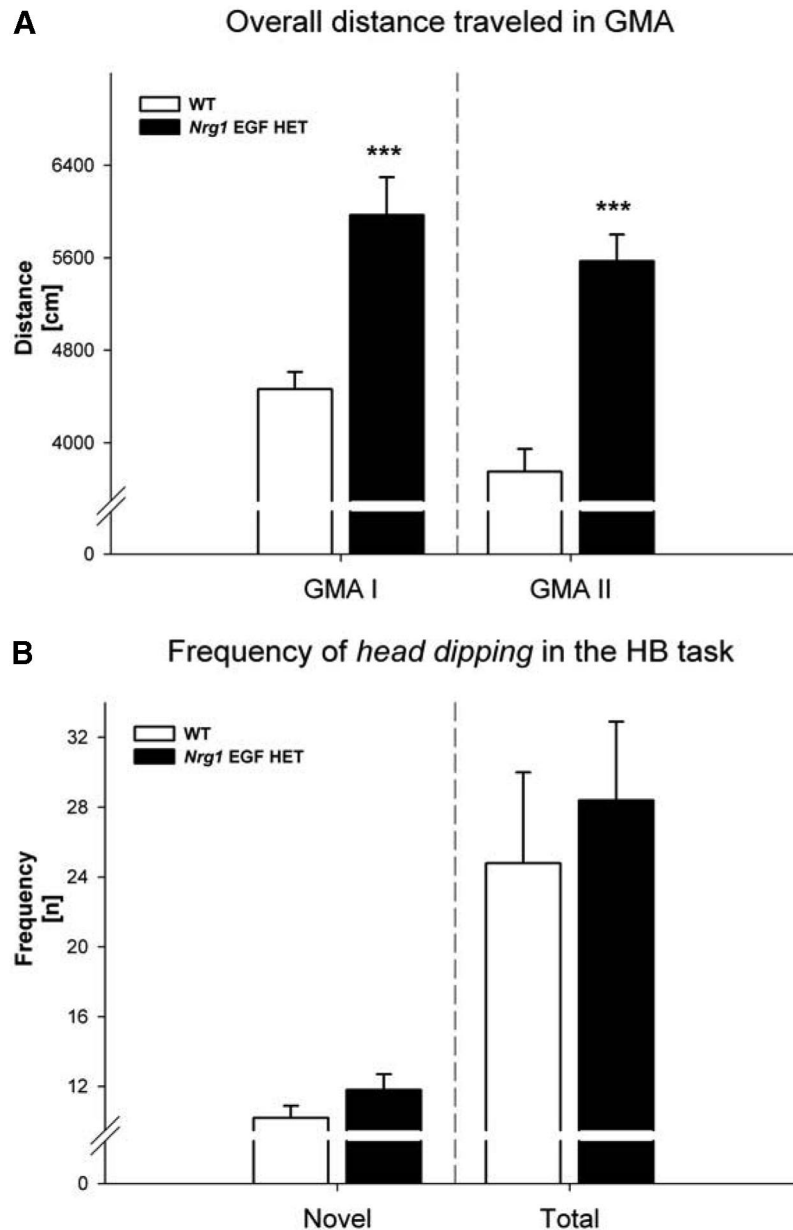 A
Overall distance traveled in GMA
WT
Nrg1 EGF HET
***
***
6400
5600
4800
4000
0
Distance
[cm]
GMA I
GMA II
B
Frequency of head dipping in the HB task
WT
Nrg1 EGF HET
32
28
24
20
16
12
0
Frequency
[n]
Novel
Total